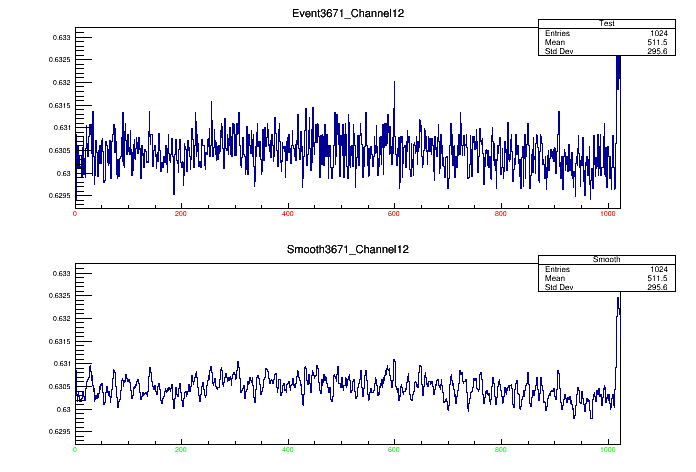 Event3671_Channel12
Test
Entries 1024
Mean 511.5
Std Dev 295.6
0.633
0.6325
0.632
0.6315
0.631
0.6305
0.63
0.6295
0 200 400 600 800 1000
Smooth3671_Channel12
Smooth
Entries 1024
Mean 511.5
Std Dev 295.6
0.633
0.6325
0.632
0.6315
0.631
0.6305
0.63
0.6295
0 200 400 600 800 1000